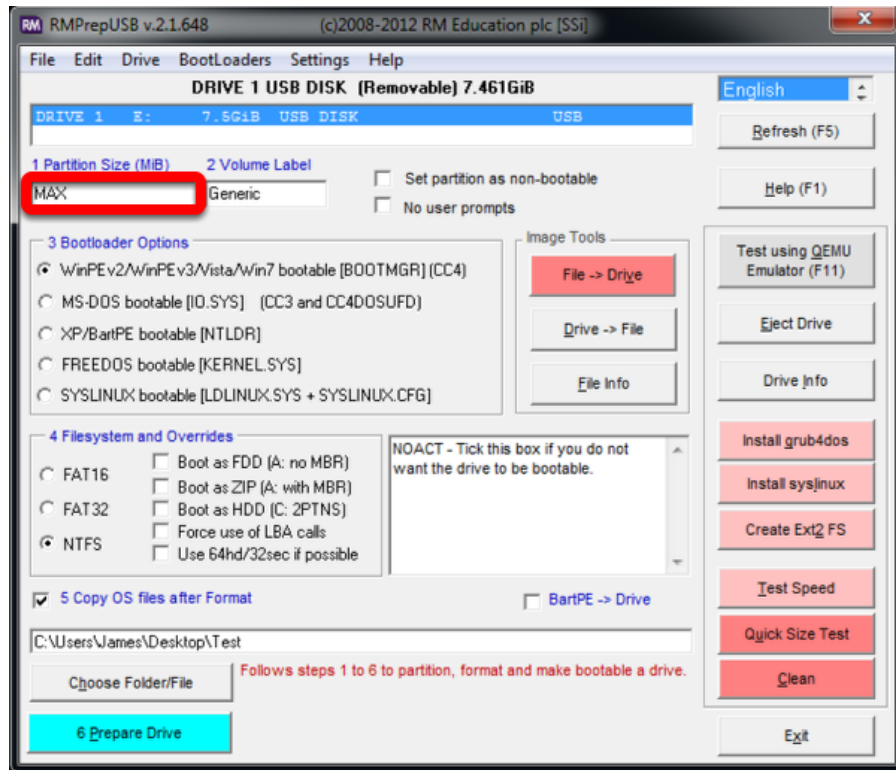 RM RMPrepUSB v.2.1.648 (c)2008-2012 RM Education plc [SSi]
File Edit Drive BootLoaders Settings Help
DRIVE 1 USB DISK (Removable) 7.461GiB
DRIVE 1 E: 7.5GiB USB DISK USB
English
Refresh (F5)
1 Partition Size (MiB) 2 Volume Label
MAX Generic
Set partition as non-bootable
No user prompts
Help (F1)
3 Bootloader Options
WinPEv2/WinPEv3/Vista/Win7 bootable [BOOTMGR] (CC4)
MS-DOS bootable [IO.SYS] (CC3 and CC4DOSUFD)
XP/BartPE bootable [NTLDR]
FREEDOS bootable [KERNEL.SYS]
SYSLINUX bootable [LDLINUX.SYS + SYSLINUX.CFG]
Image Tools
File -> Drive
Drive -> File
File Info
Test using QEMU
Emulator (F11)
Eject Drive
Drive Info
4 Filesystem and Overrides
FAT16
FAT32
NTFS
Boot as FDD (A: no MBR)
Boot as ZIP (A: with MBR)
Boot as HDD (C: 2PTNS)
Force use of LBA calls
Use 64hd/32sec if possible
NOACT - Tick this box if you do not
want the drive to be bootable.
Install grub4dos
Install syslinux
Create Ext2 FS
5 Copy OS files after Format
BartPE -> Drive
Test Speed
Quick Size Test
Clean
C:\Users\James\Desktop\Test
Choose Folder/File
Follows steps 1 to 6 to partition, format and make bootable a drive.
6 Prepare Drive
Exit